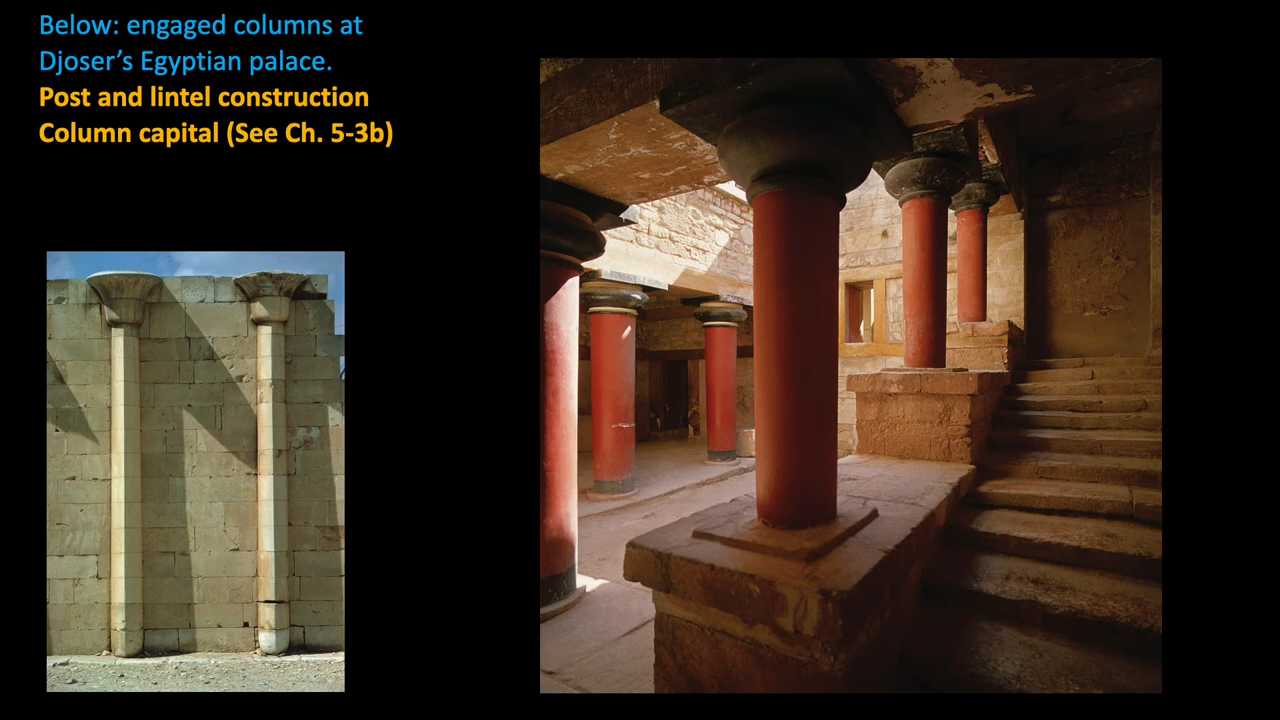 Below: engaged columns at
Djoser’s Egyptian palace.
Post and lintel construction
Column capital (See Ch. 5-3b)